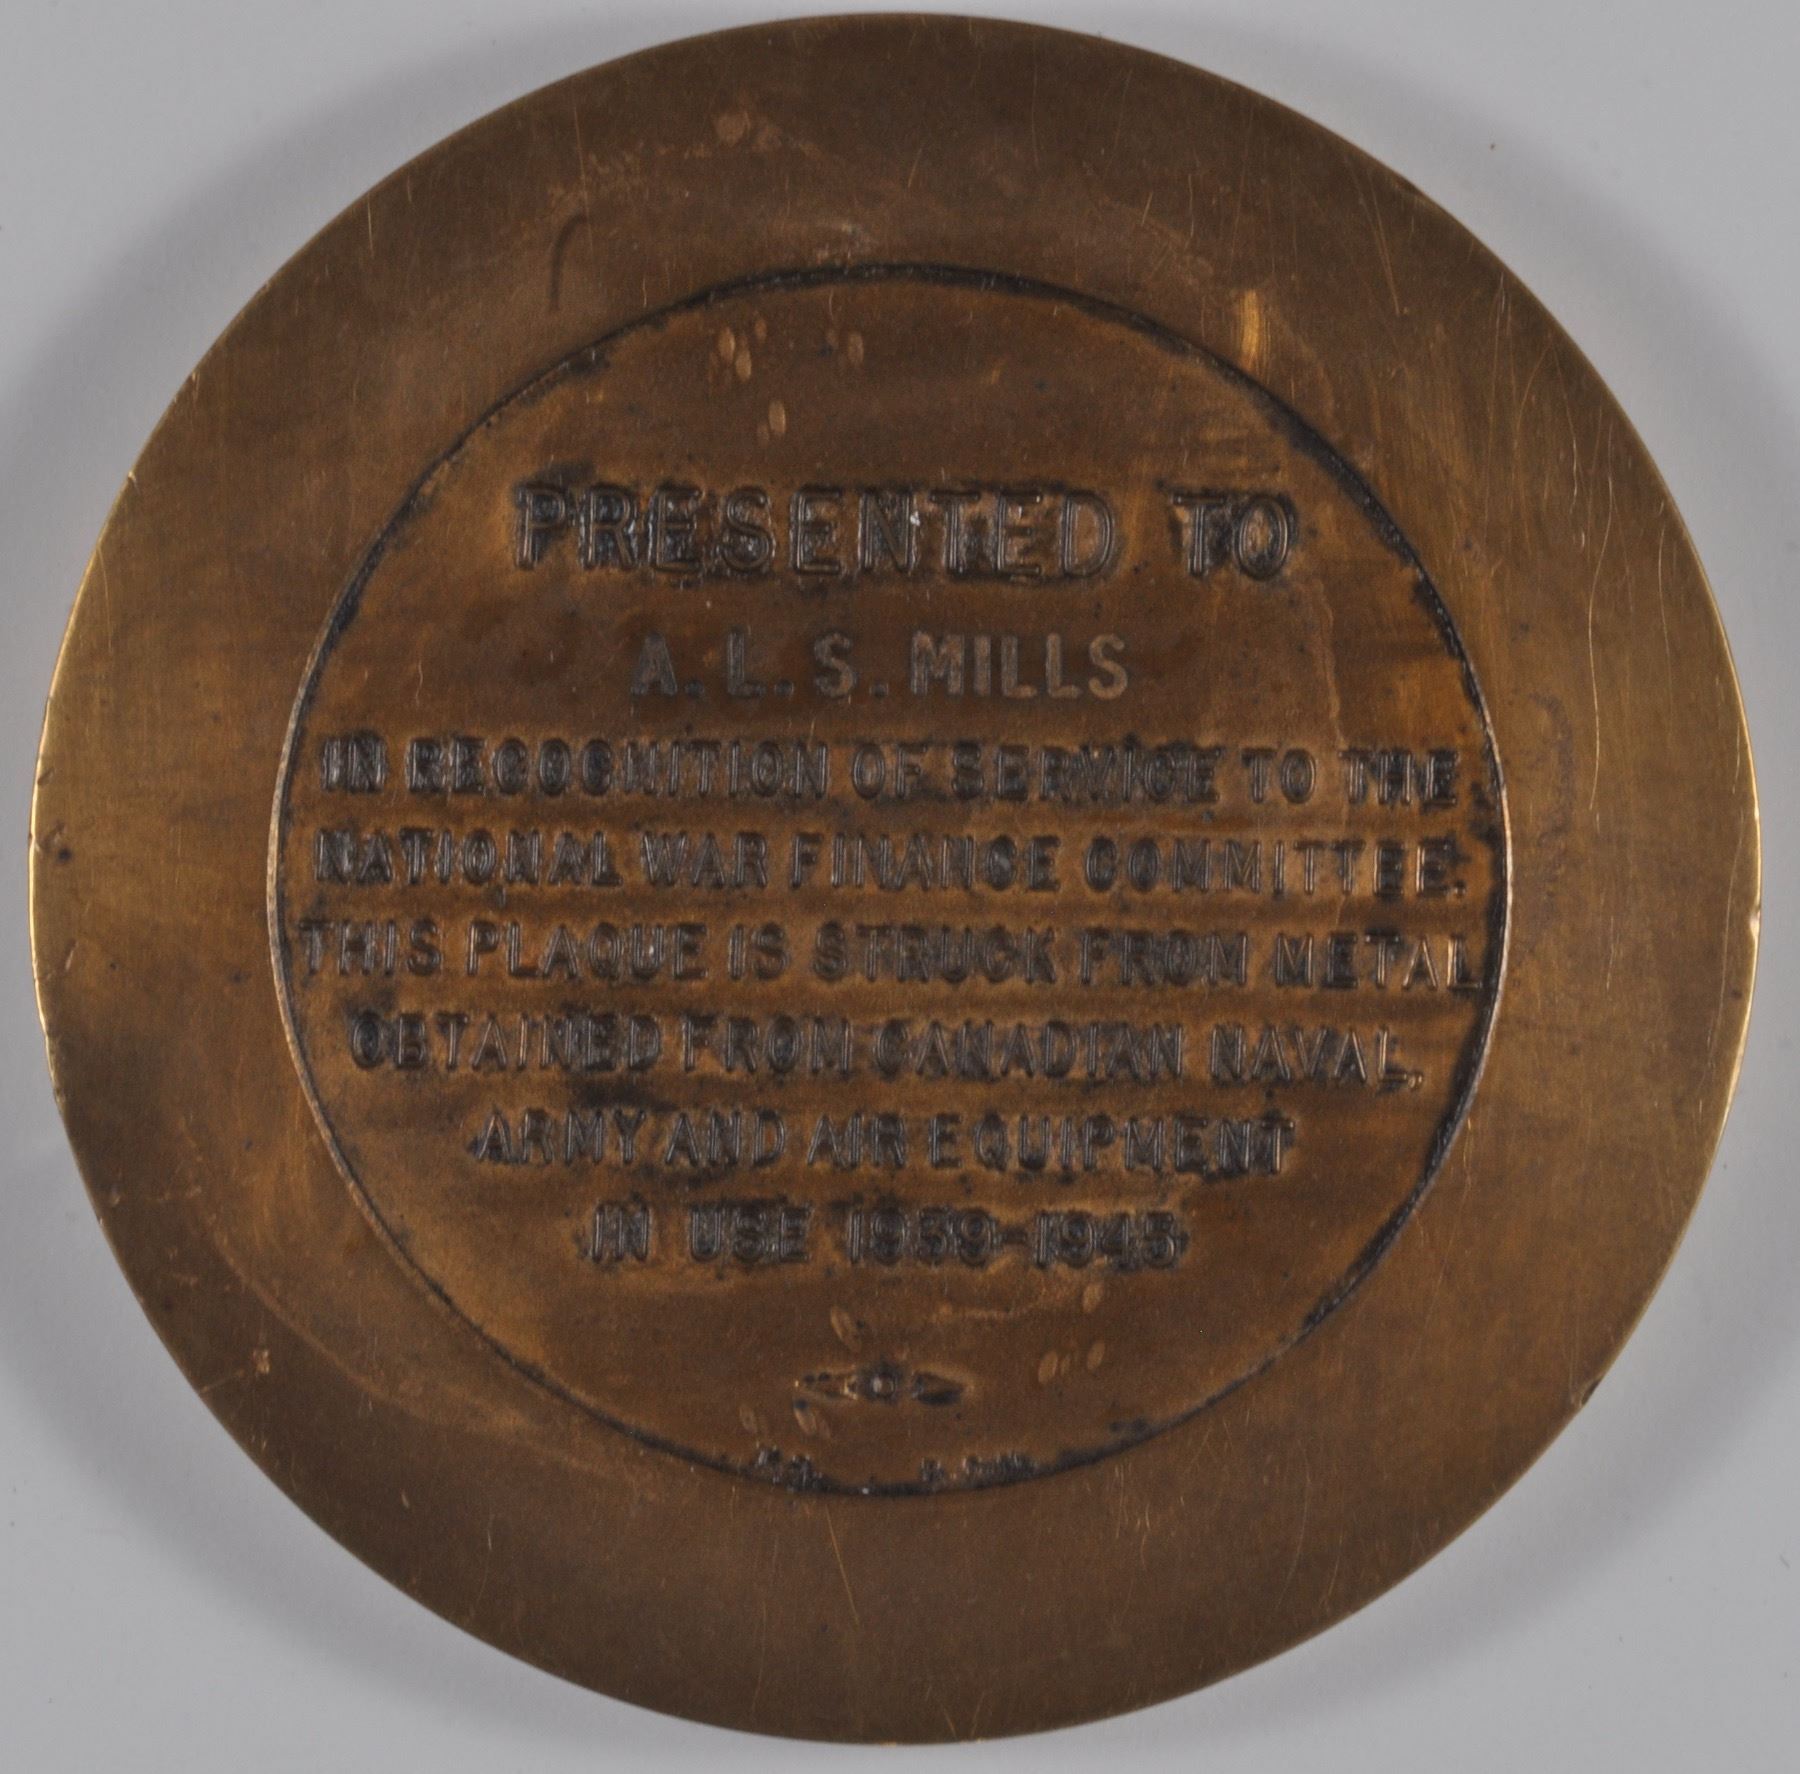 PRESENTED TO
A. L. S. MILLS
IN RECOGNITION OF SERVICE TO THE
NATIONAL WAR FINANCE COMMITTEE.
THIS PLAQUE IS STRUCK FROM METAL
OBTAINED FROM CANADIAN NAVAL,
ARMY AND AIR EQUIPMENT
IN USE 1939-1945